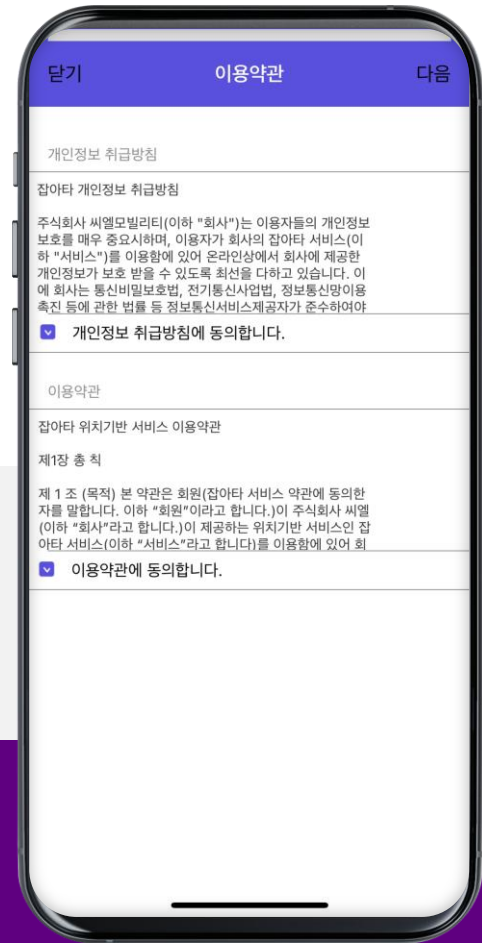 닫기 이용약관 다음
개인정보 취급방침
잡아타 개인정보 취급방침
주식회사 씨엘모빌리티(이하 "회사")는 이용자들의 개인정보
보호를 매우 중요시하며, 이용자가 회사의 잡아타 서비스(이
하 "서비스")를 이용함에 있어 온라인상에서 회사에 제공한
개인정보가 보호 받을 수 있도록 최선을 다하고 있습니다. 이
에 회사는 통신비밀보호법, 전기통신사업법, 정보통신망이용
촉진 등에 관한 법률 등 정보통신서비스제공자가 준수하여야
개인정보 취급방침에 동의합니다.
이용약관
잡아타 위치기반 서비스 이용약관
제1장 총 칙
제 1 조 (목적) 본 약관은 회원(잡아타 서비스 약관에 동의한
자를 말합니다. 이하 “회원”이라고 합니다.)이 주식회사 씨엘
(이하 “회사”라고 합니다.)이 제공하는 위치기반 서비스인 잡
아타 서비스(이하 “서비스”라고 합니다)를 이용함에 있어 회
이용약관에 동의합니다.